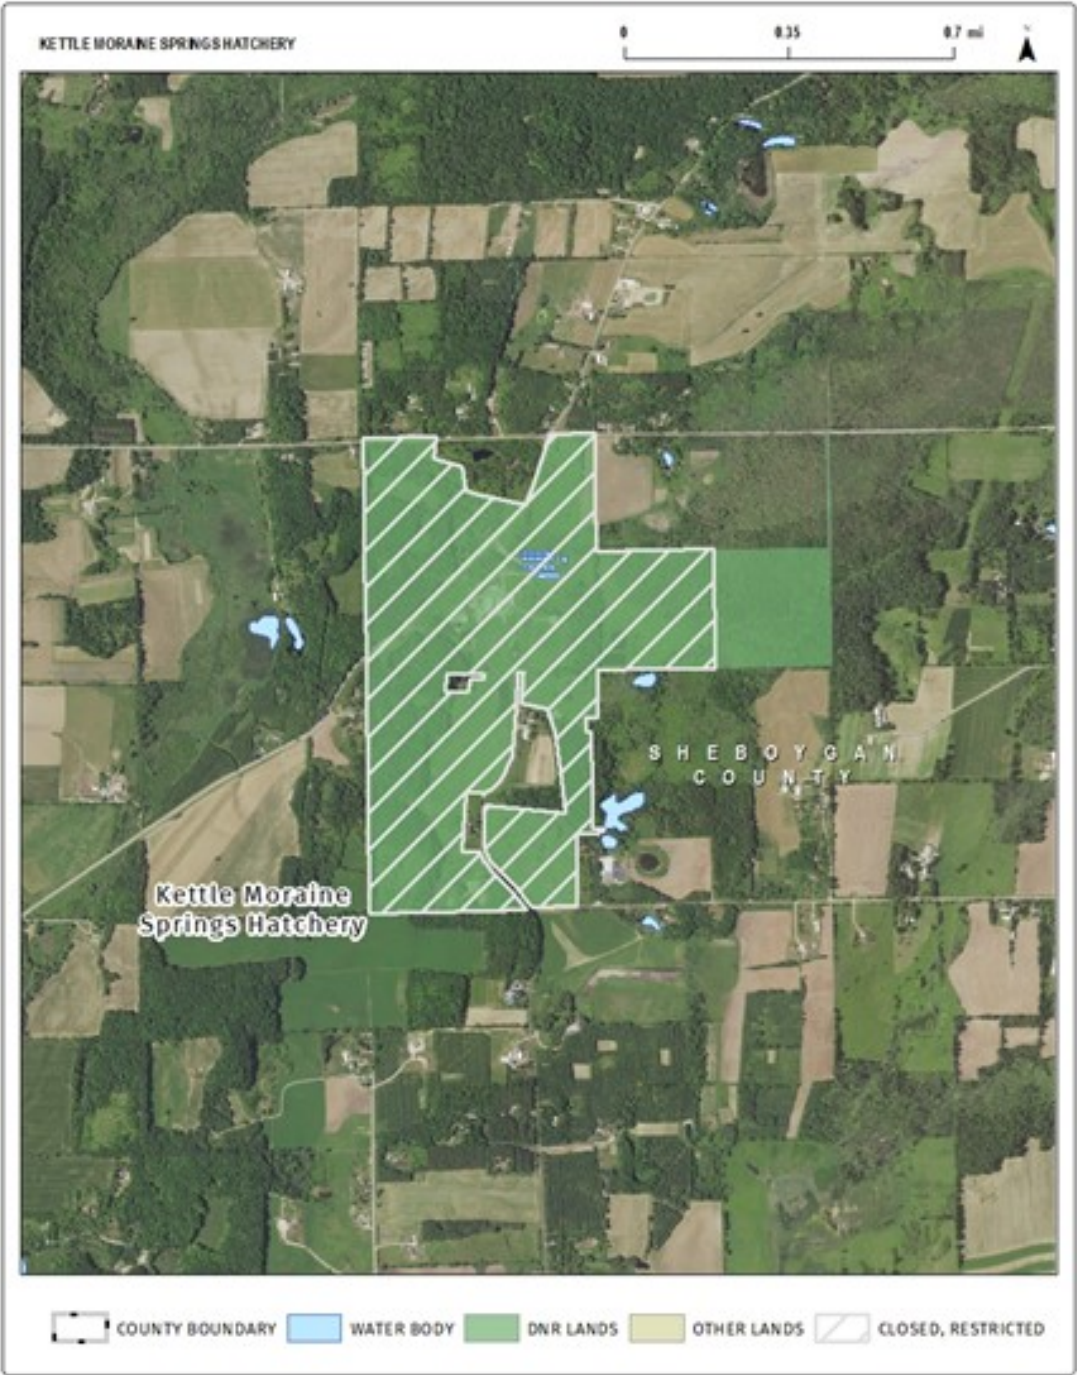 KETTLE MORAINE SPRINGS HATCHERY
0 0.35 0.7 mi
N
SHEBOYGAN
COUNTY
Kettle Moraine
Springs Hatchery
COUNTY BOUNDARY WATER BODY DNR LANDS OTHER LANDS CLOSED, RESTRICTED